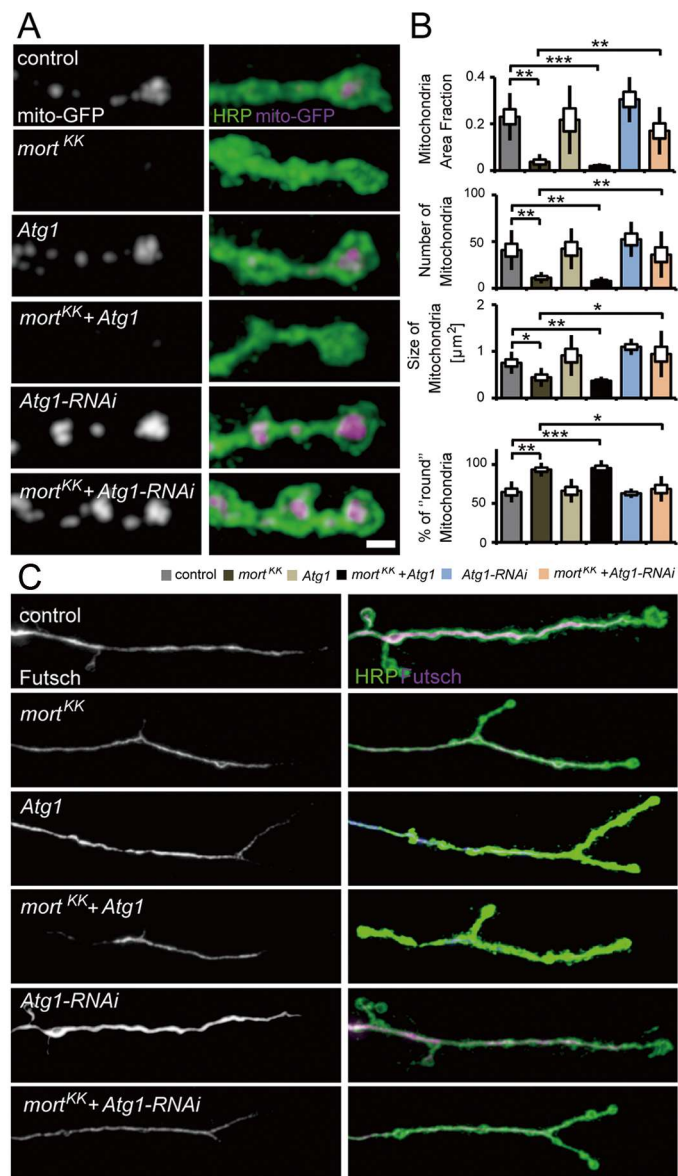 A
control
mito-GFP
HRP mito-GFP
mort KK
Atg1
mort KK + Atg1
Atg1-RNAi
mort KK + Atg1-RNAi
B
Mitochondria
Area Fraction
0.4
0.2
0
**
***
**
Number of
Mitochondria
100
50
0
**
**
**
Size of
Mitochondria
[µm²]
2
1
0
*
**
*
% of "round"
Mitochondria
100
50
0
**
***
*
control mort KK Atg1 mort KK +Atg1 Atg1-RNAi mort KK +Atg1-RNAi
C
control
Futsch
HRP Futsch
mort KK
Atg1
mort KK + Atg1
Atg1-RNAi
mort KK + Atg1-RNAi